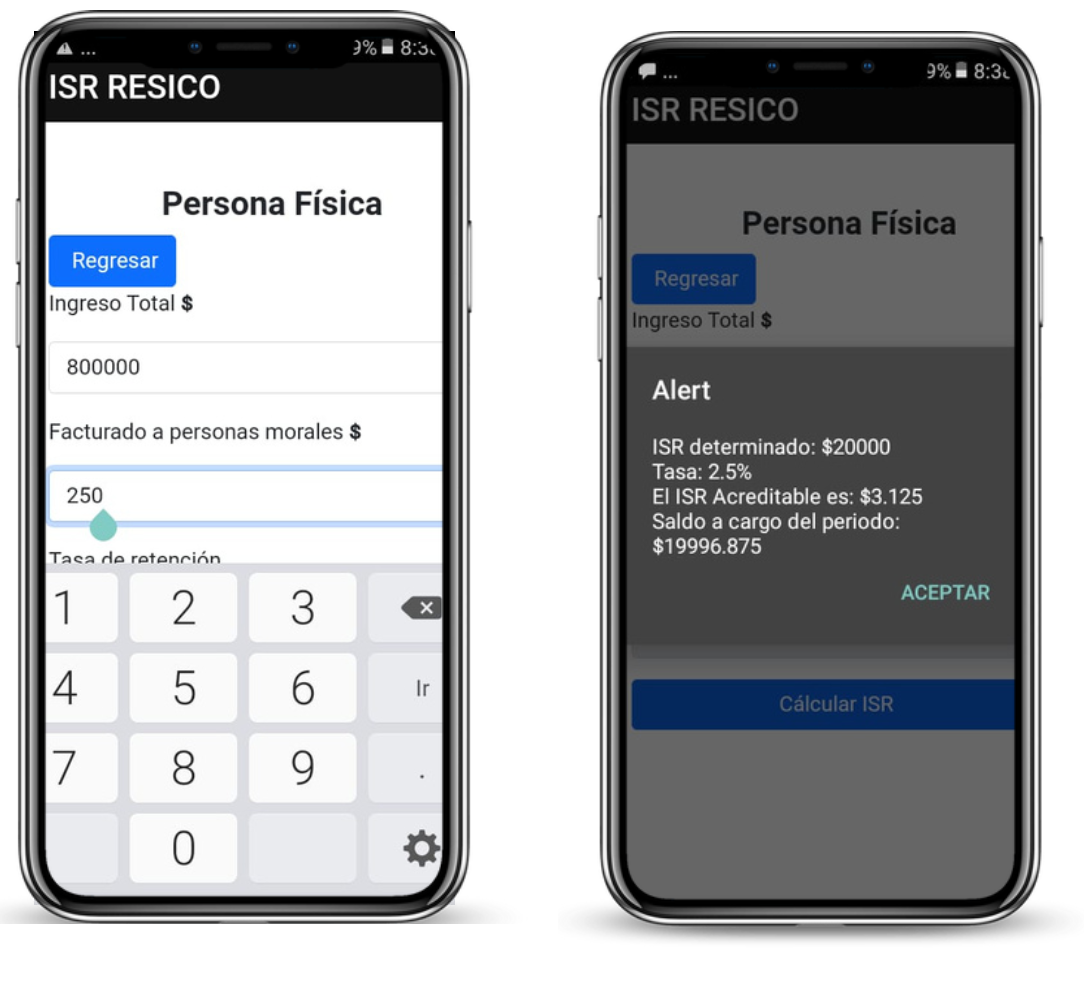 ... 9% 8:3
ISR RESICO
Persona Física
Regresar
Ingreso Total $
800000
Facturado a personas morales $
250
Tasa de retención
1 2 3
4 5 6 Ir
7 8 9 .
0
... 9% 8:3
ISR RESICO
Persona Física
Regresar
Ingreso Total $
Alert
ISR determinado: $20000
Tasa: 2.5%
El ISR Acreditable es: $3.125
Saldo a cargo del periodo:
$19996.875
ACEPTAR
Cálcular ISR